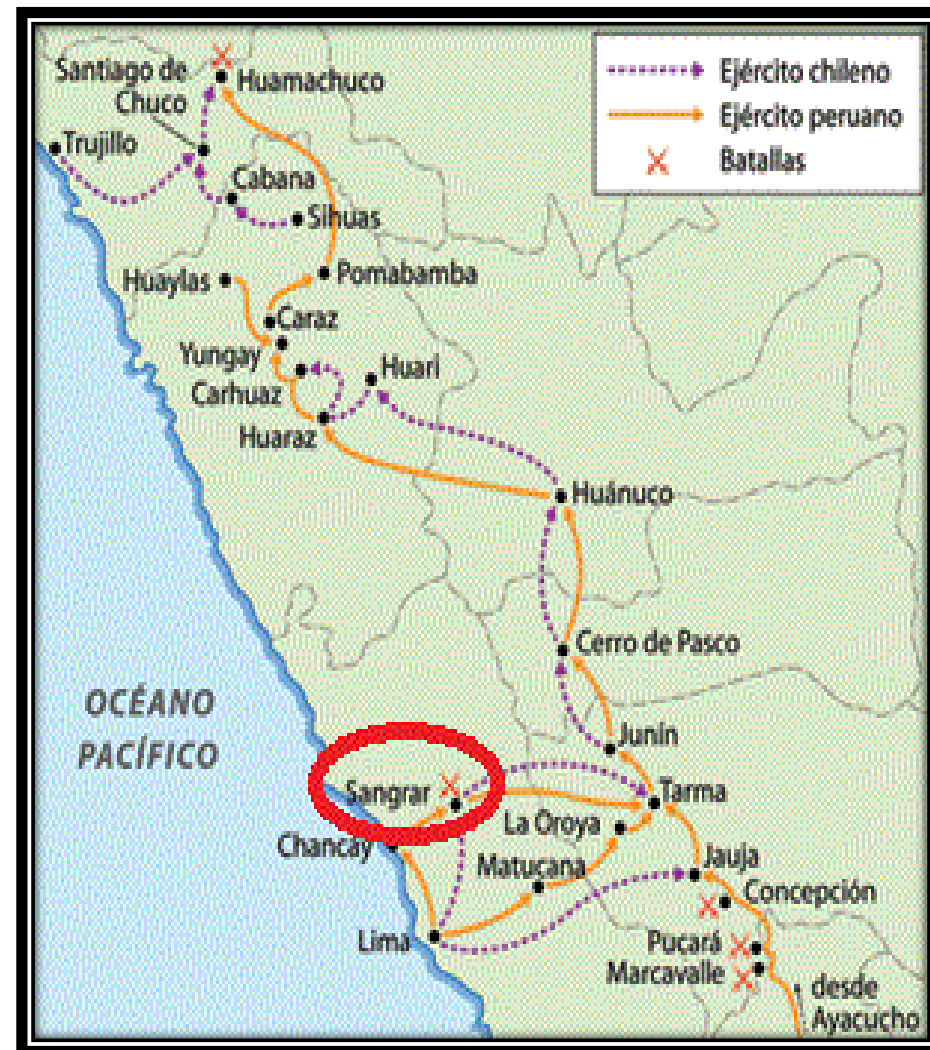 Ejército chileno
Ejército peruano
Batallas
Santiago de
Chuco
Huamachuco
Trujillo
Cabana
Sihuas
Huaylas
Pomabamba
Caraz
Yungay
Huari
Carhuaz
Huaraz
Huánuco
Cerro de Pasco
OCÉANO
PACÍFICO
Junín
Sangrar
Tarma
La Oroya
Chancay
Matucana
Jauja
Concepción
Lima
Pucará
Marcavalle
desde
Ayacucho